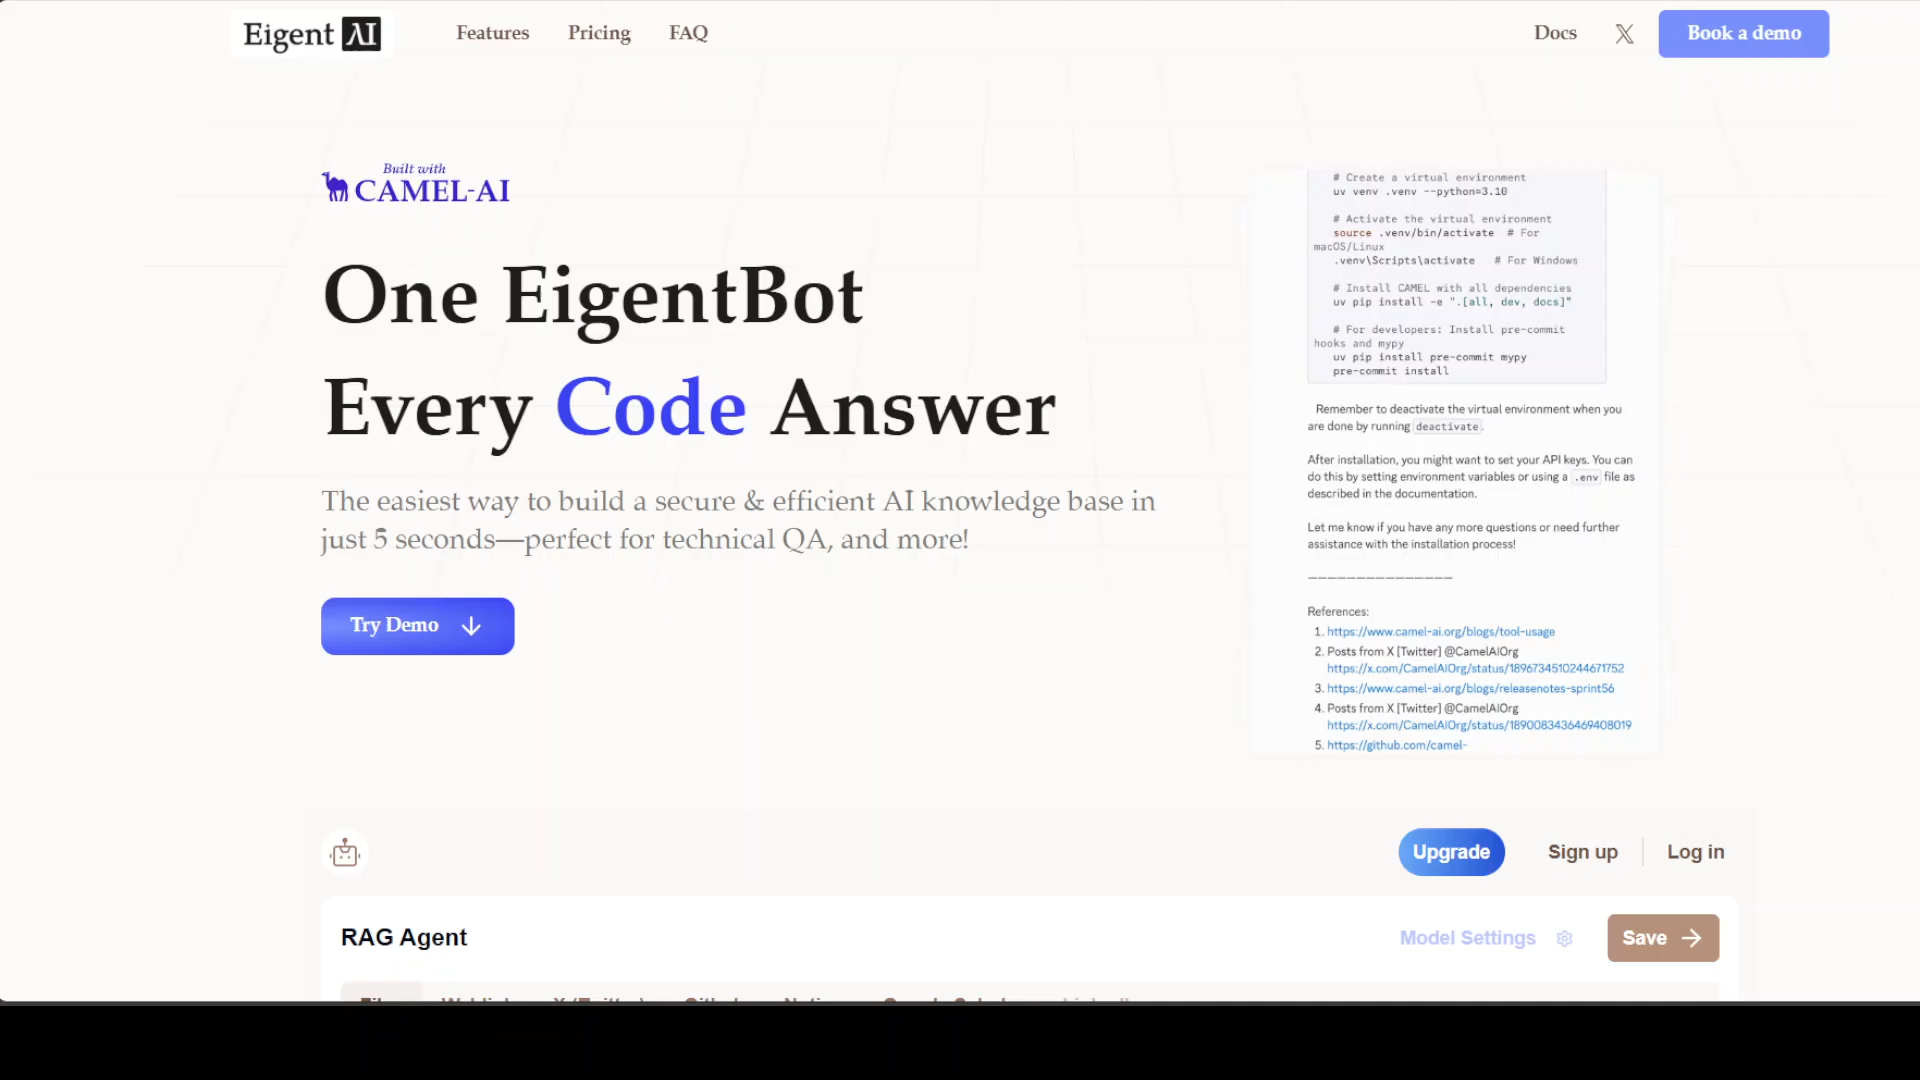 Eigent AI
Features
Pricing
FAQ
Docs
Book a demo
Built with
CAMEL-AI
One EigentBot
Every Code Answer
The easiest way to build a secure & efficient AI knowledge base in
just 5 seconds—perfect for technical QA, and more!
Try Demo
# Create a virtual environment
uv venv .venv --python=3.10
# Activate the virtual environment
source .venv/bin/activate # For
macOS/Linux
.venv\Scripts\activate # For Windows
# Install CAMEL with all dependencies
uv pip install -e ".[all, dev, docs]"
# For developers: Install pre-commit
hooks and mypy
uv pip install pre-commit mypy
pre-commit install
Remember to deactivate the virtual environment when you
are done by running deactivate.
After installation, you might want to set your API keys. You can
do this by setting environment variables or using a .env file as
described in the documentation.
Let me know if you have any more questions or need further
assistance with the installation process!
————————————————
References:
1. https://www.camel-ai.org/blogs/tool-usage
2. Posts from X [Twitter] @CamelAIOrg
https://x.com/CamelAIOrg/status/1896734510244671752
3. https://www.camel-ai.org/blogs/releasenotes-sprint56
4. Posts from X [Twitter] @CamelAIOrg
https://x.com/CamelAIOrg/status/1890083436469408019
5. https://github.com/camel-
Upgrade
Sign up
Log in
RAG Agent
Model Settings
Save